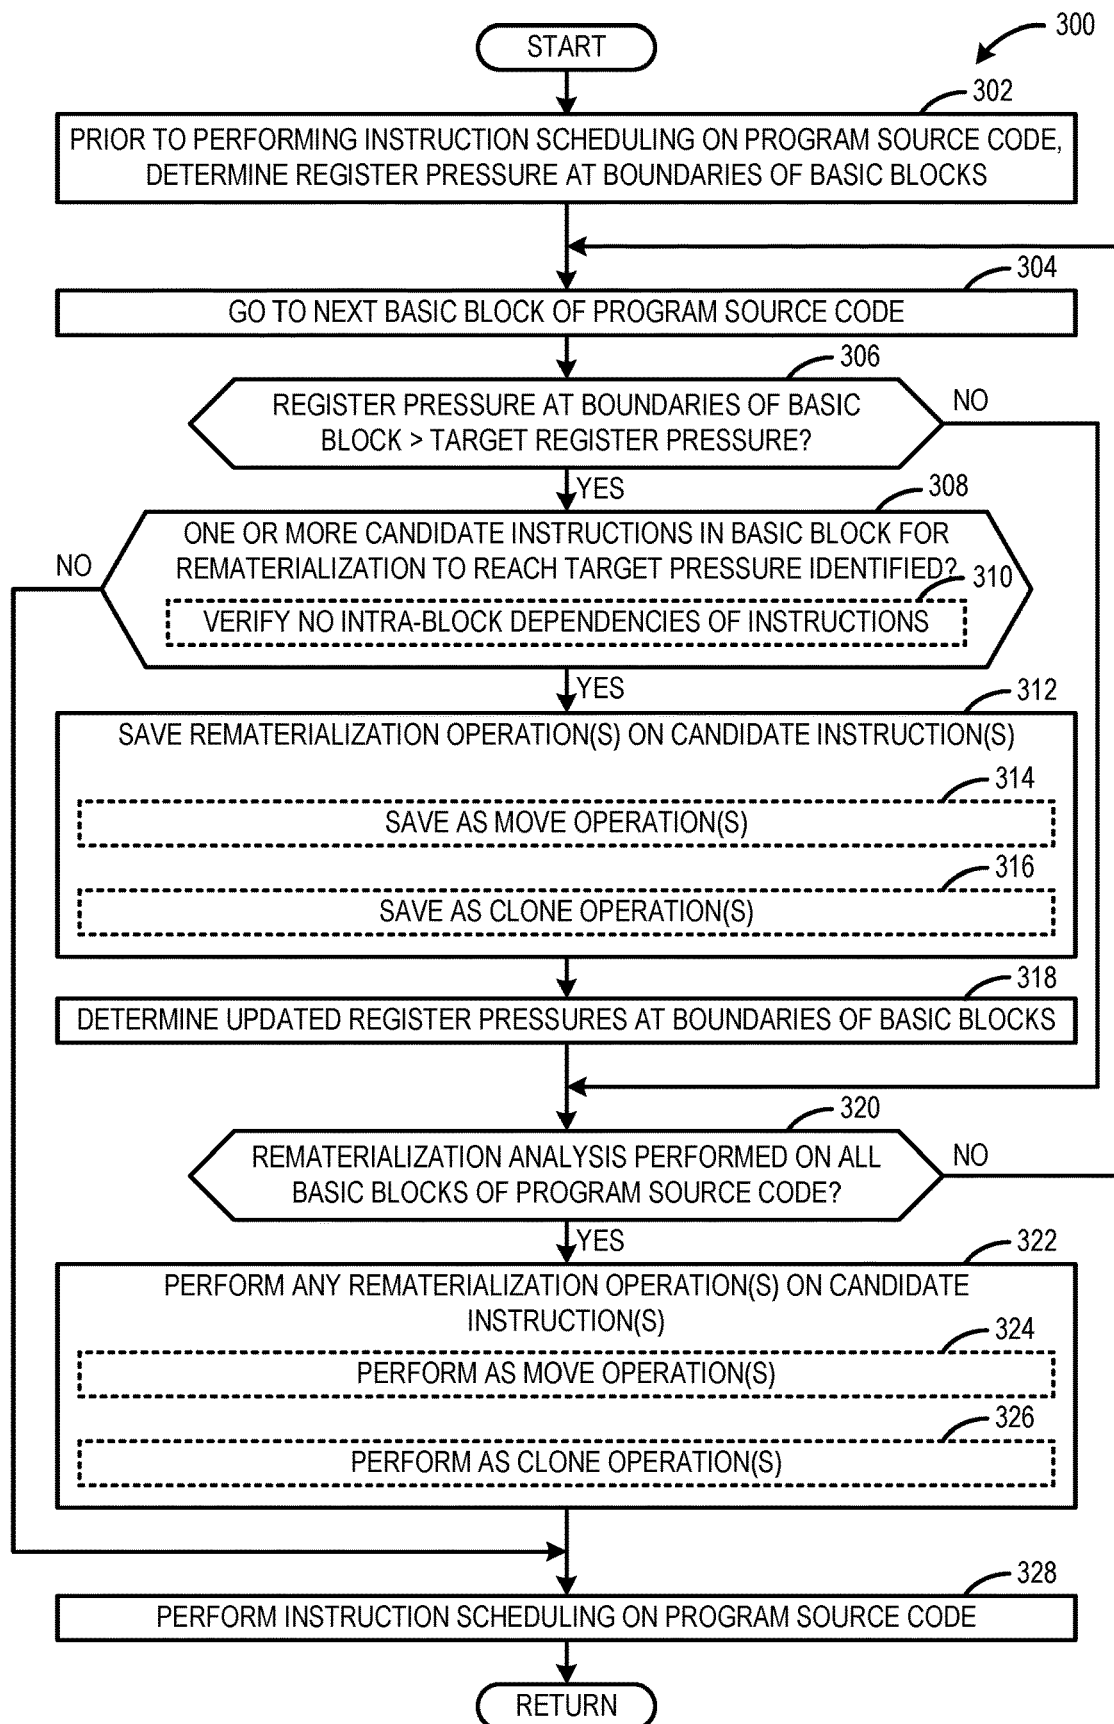 300
START
302
PRIOR TO PERFORMING INSTRUCTION SCHEDULING ON PROGRAM SOURCE CODE,
DETERMINE REGISTER PRESSURE AT BOUNDARIES OF BASIC BLOCKS
304
GO TO NEXT BASIC BLOCK OF PROGRAM SOURCE CODE
306
REGISTER PRESSURE AT BOUNDARIES OF BASIC
BLOCK > TARGET REGISTER PRESSURE?
NO
YES
308
ONE OR MORE CANDIDATE INSTRUCTIONS IN BASIC BLOCK FOR
REMATERIALIZATION TO REACH TARGET PRESSURE IDENTIFIED?
NO
310
VERIFY NO INTRA-BLOCK DEPENDENCIES OF INSTRUCTIONS
YES
312
SAVE REMATERIALIZATION OPERATION(S) ON CANDIDATE INSTRUCTION(S)
314
SAVE AS MOVE OPERATION(S)
316
SAVE AS CLONE OPERATION(S)
318
DETERMINE UPDATED REGISTER PRESSURES AT BOUNDARIES OF BASIC BLOCKS
320
REMATERIALIZATION ANALYSIS PERFORMED ON ALL
BASIC BLOCKS OF PROGRAM SOURCE CODE?
NO
YES
322
PERFORM ANY REMATERIALIZATION OPERATION(S) ON CANDIDATE
INSTRUCTION(S)
324
PERFORM AS MOVE OPERATION(S)
326
PERFORM AS CLONE OPERATION(S)
328
PERFORM INSTRUCTION SCHEDULING ON PROGRAM SOURCE CODE
RETURN